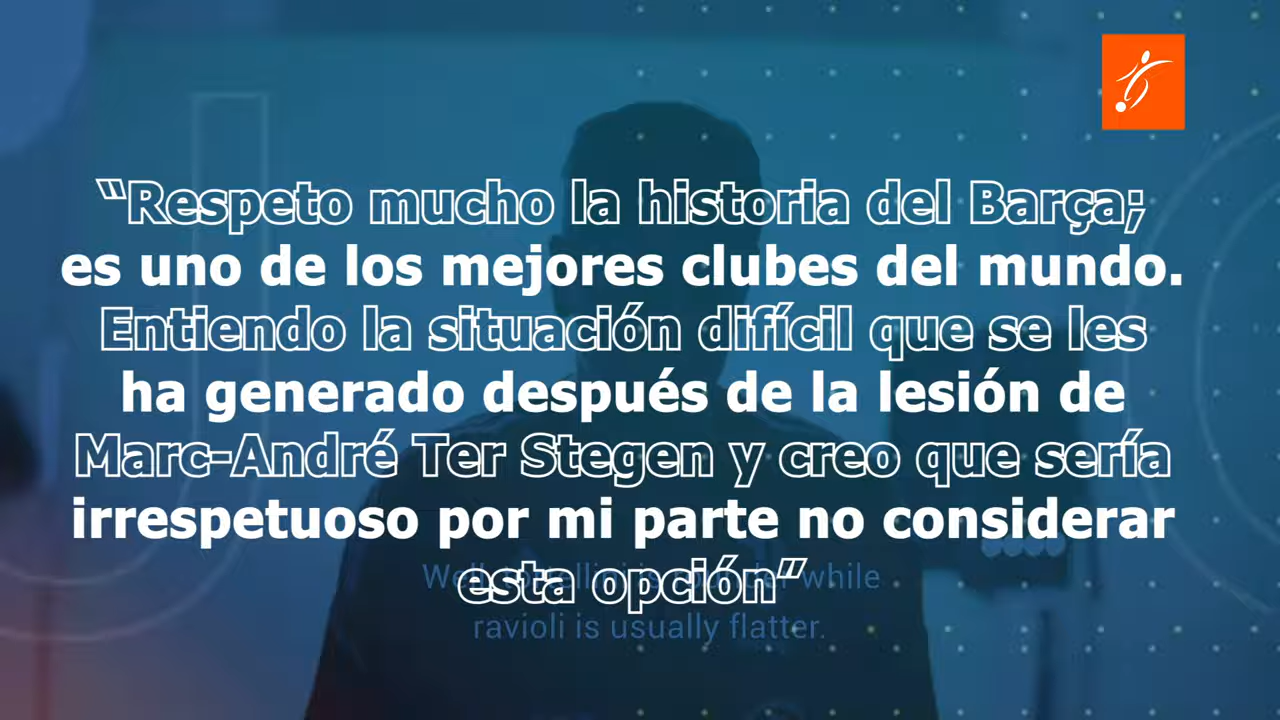 “Respeto mucho la historia del Barça;
es uno de los mejores clubes del mundo.
Entiendo la situación difícil que se les
ha generado después de la lesión de
Marc-André Ter Stegen y creo que sería
irrespetuoso por mi parte no considerar
esta opción”
while
ravioli is usually flatter.